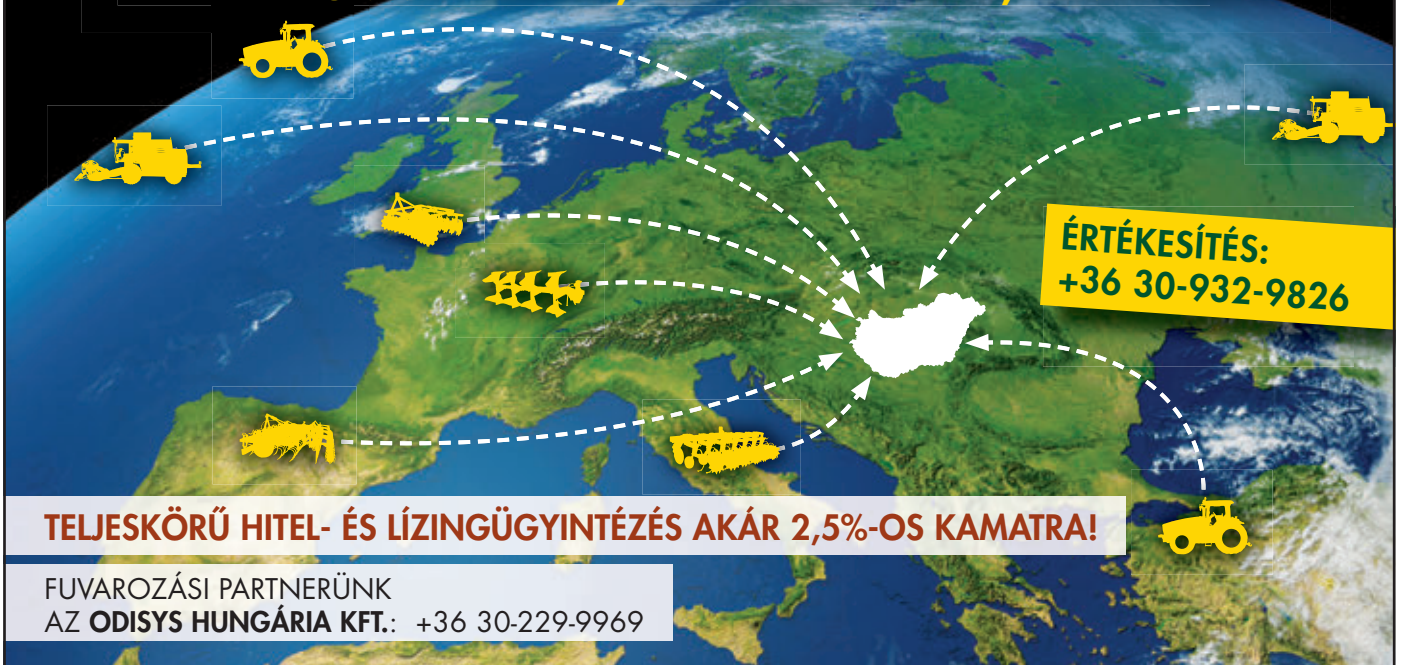 ÉRTÉKESÍTÉS:
+36 30-932-9826
TELJESKÖRŰ HITEL- ÉS LÍZINGÜGYINTÉZÉS AKÁR 2,5%-OS KAMATRA!
FUVAROZÁSI PARTNERÜNK
AZ ODISYS HUNGÁRIA KFT.: +36 30-229-9969